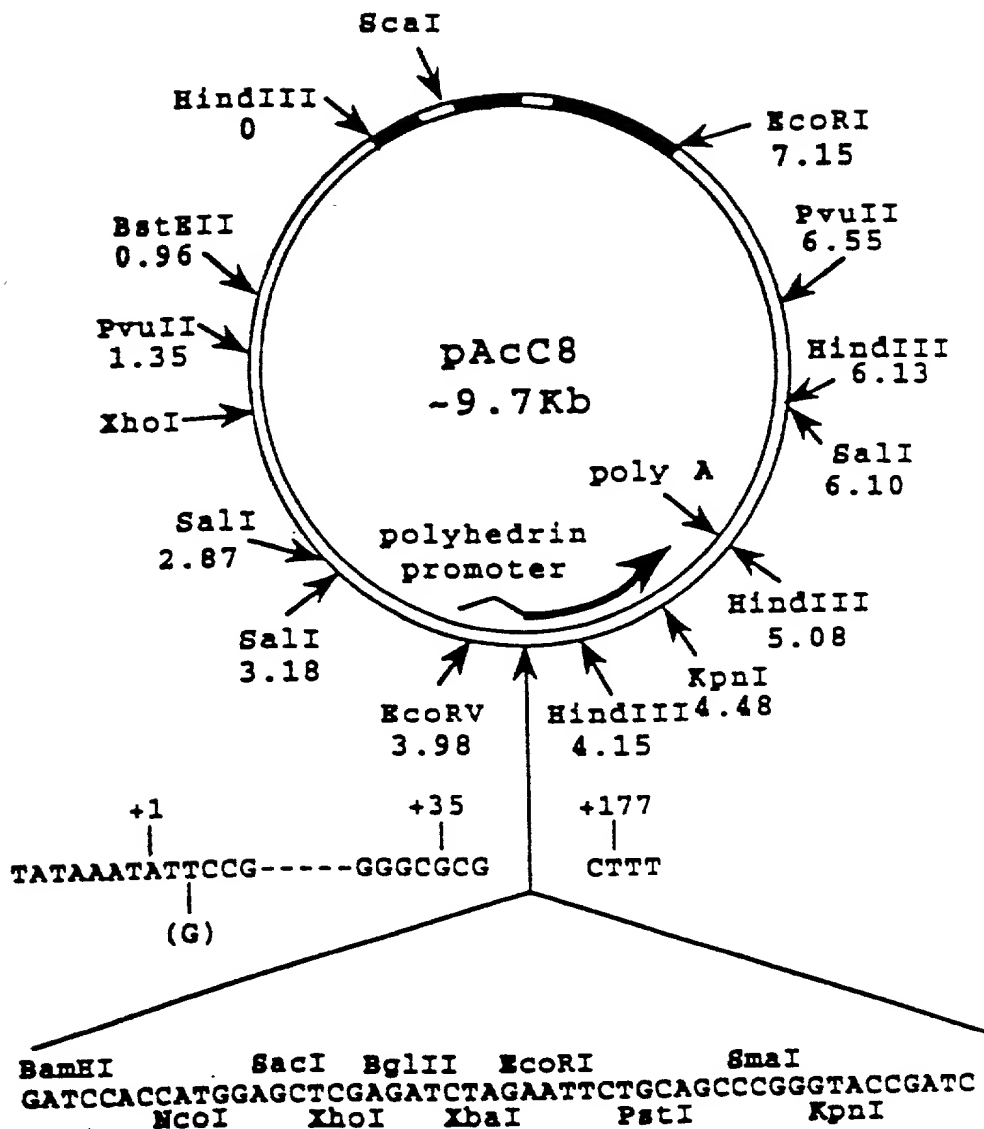 ScaI
HindIII
0
EcoRI
7.15
BstEII
0.96
PvuII
6.55
PvuII
1.35
pAcC8
~9.7Kb
HindIII
6.13
XhoI
SalI
6.10
poly A
SalI
2.87
polyhedrin
promoter
HindIII
5.08
SalI
3.18
KpnI
4.48
EcoRV
3.98
HindIII
4.15
+1 +35 +177
TATAAATATTCCG-----GGGCGCG CTTT
(G)
BamHI SacI BglII EcoRI SmaI
GATCCACCATGGAGCTCGAGATCTAGAATTCTGCAGCCCGGGTACCGATC
NcoI XhoI XbaI PstI KpnI